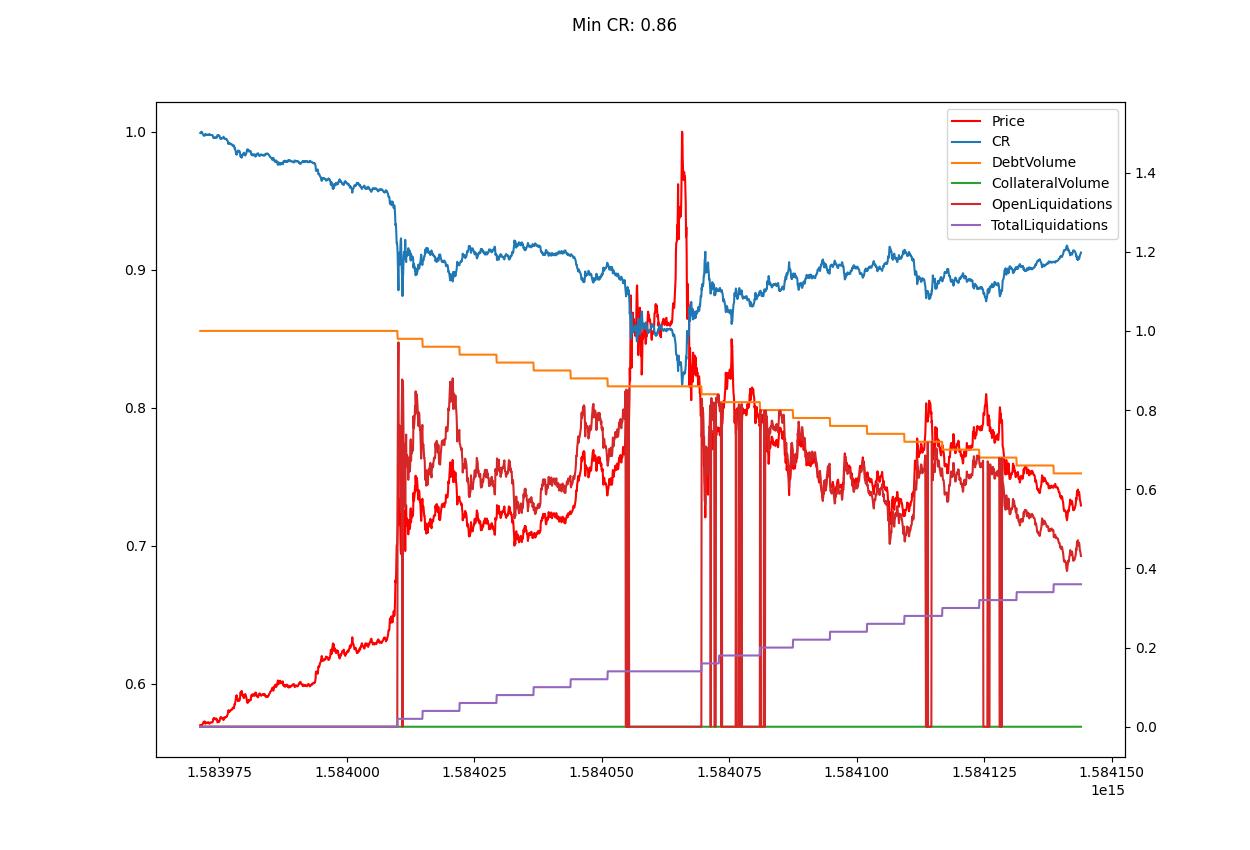 Min CR: 0.86
1.0
0.9
0.8
0.7
0.6
1.4
1.2
1.0
0.8
0.6
0.4
0.2
0.0
Price
CR
DebtVolume
CollateralVolume
OpenLiquidations
TotalLiquidations
1.583975 1.584000 1.584025 1.584050 1.584075 1.584100 1.584125 1.584150
1e15